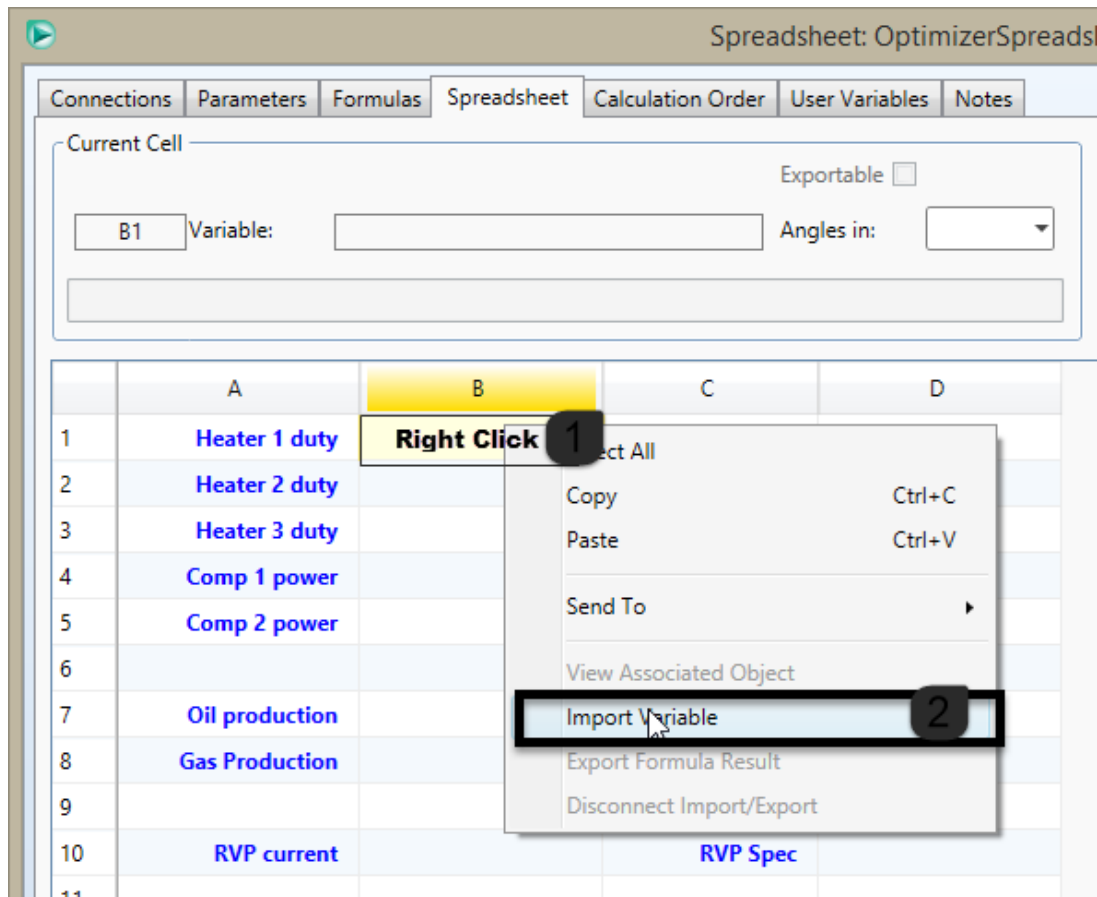 Spreadsheet: OptimizerSpreads
Connections Parameters Formulas Spreadsheet Calculation Order User Variables Notes
Current Cell
Exportable
B1 Variable: Angles in:
A B C D
1 Heater 1 duty Right Click 1 ect All
2 Heater 2 duty Copy Ctrl+C
3 Heater 3 duty Paste Ctrl+V
4 Comp 1 power
5 Comp 2 power Send To
6 View Associated Object
7 Oil production Import Variable 2
8 Gas Production Export Formula Result
9 Disconnect Import/Export
10 RVP current RVP Spec